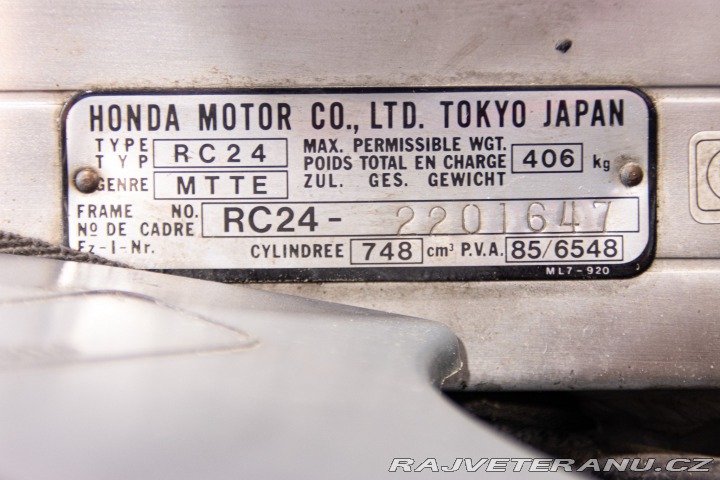 HONDA MOTOR CO., LTD. TOKYO JAPAN
TYPE
TYP
RC24
MAX. PERMISSIBLE WGT.
POIDS TOTAL EN CHARGE
ZUL. GES. GEWICHT
406 kg
GENRE MTTE
FRAME NO.
Nº DE CADRE
Fz-I-Nr.
RC24- 2201647
CYLINDREE 748 cm³ P.V.A. 85/6548
ML7-920
RAJVETERANU.CZ